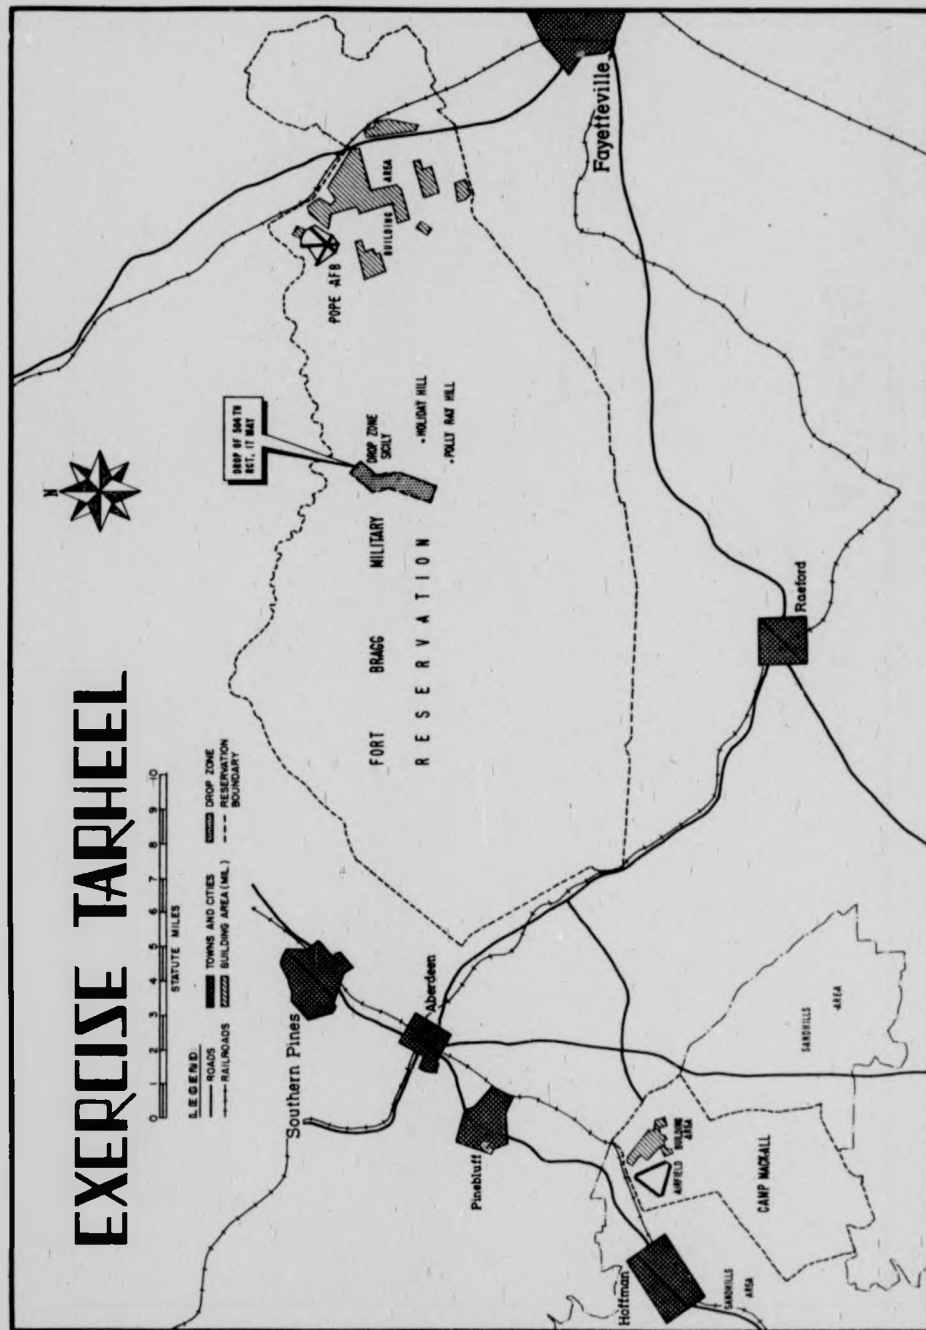 EXERCISE TARHEEL
0 1 2 3 4 5 6 7 8 9 10
STATUTE MILES
LEGEND:
ROADS
RAILROADS
TOWNS AND CITIES
BUILDING AREA (MIL.)
DROP ZONE
RESERVATION
BOUNDARY
N
DROP OF 504TH
RCT, 17 MAY
DROP ZONE
SICILY
HOLIDAY HILL
POLLY RAY HILL
FORT BRAGG MILITARY
RESERVATION
POPE AFB
BUILDING AREA
Fayetteville
Southern Pines
Aberdeen
Pinebluff
Raeford
Hoffman
AIRFIELD
BUILDING
AREA
CAMP MACKALL
SANDHILLS
AREA
SANDHILLS
AREA